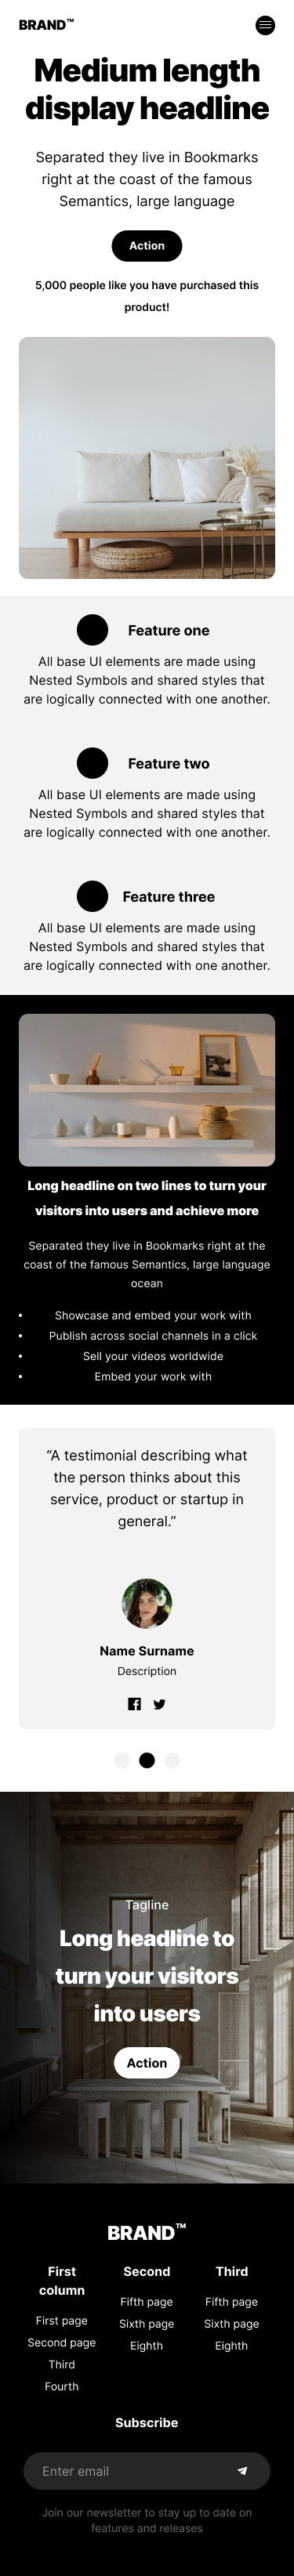 BRAND™
Medium length
display headline
Separated they live in Bookmarks
right at the coast of the famous
Semantics, large language
Action
5,000 people like you have purchased this
product!
Feature one
All base UI elements are made using
Nested Symbols and shared styles that
are logically connected with one another.
Feature two
All base UI elements are made using
Nested Symbols and shared styles that
are logically connected with one another.
Feature three
All base UI elements are made using
Nested Symbols and shared styles that
are logically connected with one another.
Long headline on two lines to turn your
visitors into users and achieve more
Separated they live in Bookmarks right at the
coast of the famous Semantics, large language
ocean
• Showcase and embed your work with
• Publish across social channels in a click
• Sell your videos worldwide
• Embed your work with
“A testimonial describing what
the person thinks about this
service, product or startup in
general.”
Name Surname
Description
Tagline
Long headline to
turn your visitors
into users
Action
BRAND™
First
column
First page
Second page
Third
Fourth
Second
Fifth page
Sixth page
Eighth
Third
Fifth page
Sixth page
Eighth
Subscribe
Enter email
Join our newsletter to stay up to date on
features and releases